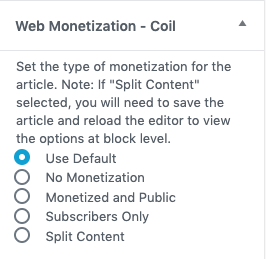 Web Monetization - Coil
Set the type of monetization for the
article. Note: If "Split Content"
selected, you will need to save the
article and reload the editor to view
the options at block level.
Use Default
No Monetization
Monetized and Public
Subscribers Only
Split Content